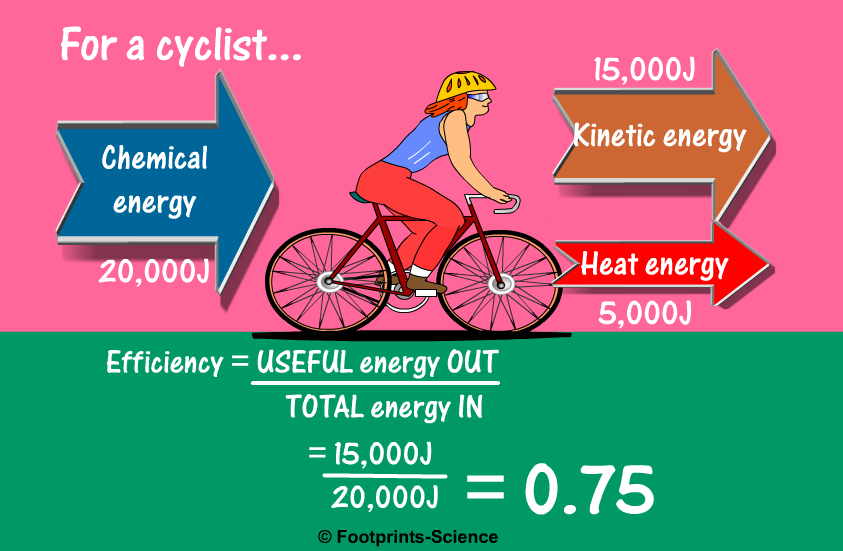 For a cyclist...
Chemical
energy
20,000J
15,000J
Kinetic energy
Heat energy
5,000J
Efficiency = USEFUL energy OUT
TOTAL energy IN
= 15,000J
20,000J
= 0.75
© Footprints-Science